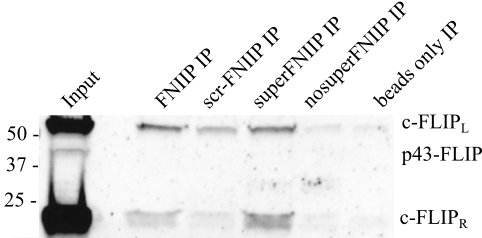 Input
FNIIP IP
scr-FNIIP IP
superFNIIP IP
nosuperFNIIP IP
beads only IP
50 -
37 -
25 -
c-FLIPL
p43-FLIP
c-FLIPR